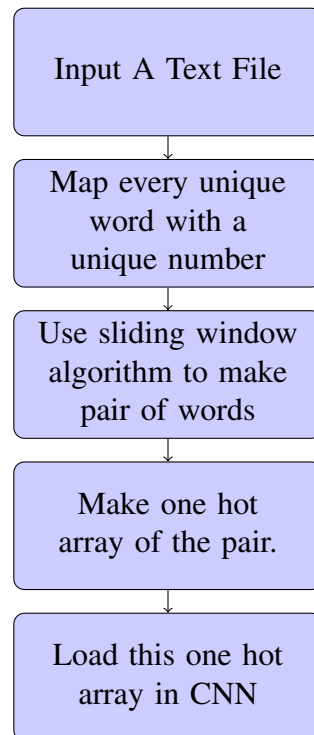 Input A Text File
Map every unique
word with a
unique number
Use sliding window
algorithm to make
pair of words
Make one hot
array of the pair.
Load this one hot
array in CNN